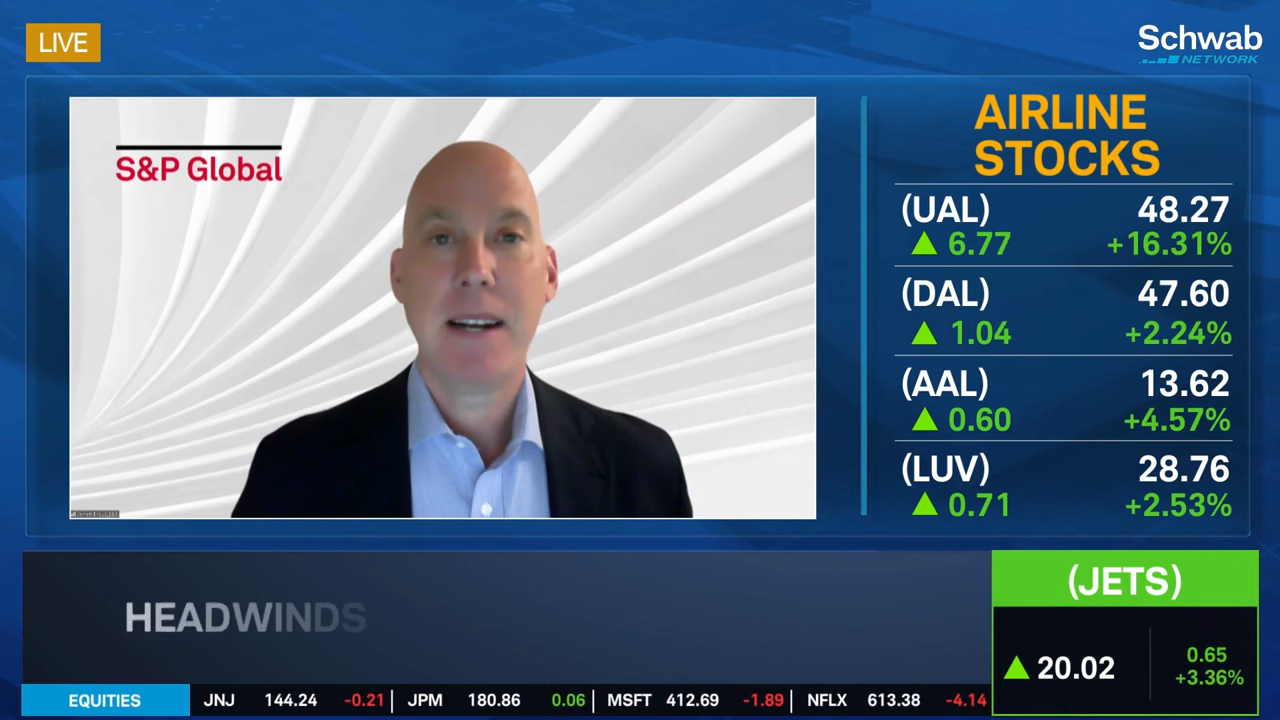 LIVE
Schwab
NETWORK
S&P Global
AIRLINE
STOCKS
(UAL) 48.27
▲ 6.77 +16.31%
(DAL) 47.60
▲ 1.04 +2.24%
(AAL) 13.62
▲ 0.60 +4.57%
(LUV) 28.76
▲ 0.71 +2.53%
HEADWINDS
(JETS)
▲ 20.02 0.65 +3.36%
EQUITIES JNJ 144.24 -0.21 JPM 180.86 0.06 MSFT 412.69 -1.89 NFLX 613.38 -4.14